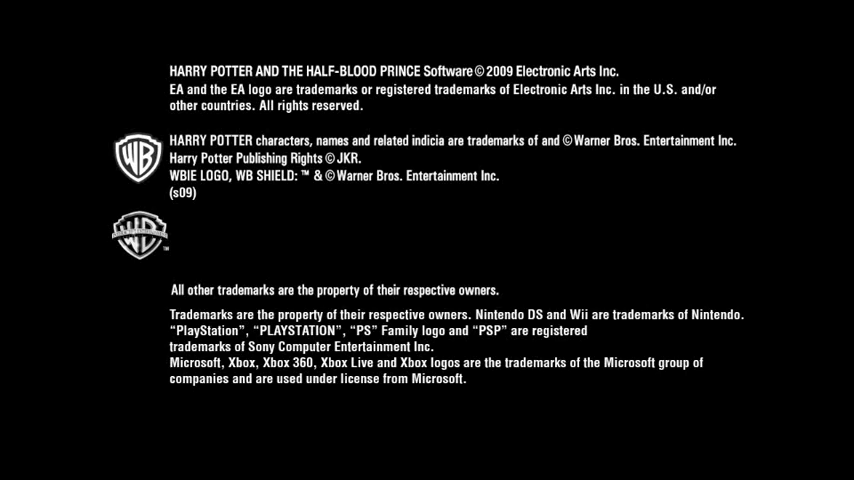 HARRY POTTER AND THE HALF-BLOOD PRINCE Software © 2009 Electronic Arts Inc.
EA and the EA logo are trademarks or registered trademarks of Electronic Arts Inc. in the U.S. and/or
other countries. All rights reserved.
WB
HARRY POTTER characters, names and related indicia are trademarks of and © Warner Bros. Entertainment Inc.
Harry Potter Publishing Rights © JKR.
WBIE LOGO, WB SHIELD: ™ & © Warner Bros. Entertainment Inc.
(s09)
WB
™
All other trademarks are the property of their respective owners.
Trademarks are the property of their respective owners. Nintendo DS and Wii are trademarks of Nintendo.
“PlayStation”, “PLAYSTATION”, “PS” Family logo and “PSP” are registered
trademarks of Sony Computer Entertainment Inc.
Microsoft, Xbox, Xbox 360, Xbox Live and Xbox logos are the trademarks of the Microsoft group of
companies and are used under license from Microsoft.